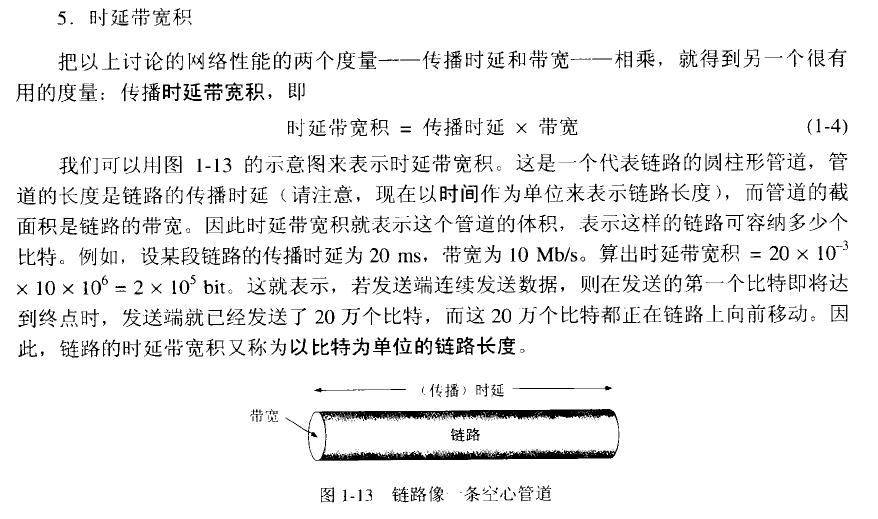 5．时延带宽积
把以上讨论的网络性能的两个度量——传播时延和带宽——相乘，就得到另一个很有
用的度量：传播时延带宽积，即
时延带宽积 = 传播时延 × 带宽 (1-4)
我们可以用图 1-13 的示意图来表示时延带宽积。这是一个代表链路的圆柱形管道，管
道的长度是链路的传播时延（请注意，现在以时间作为单位来表示链路长度），而管道的截
面积是链路的带宽。因此时延带宽积就表示这个管道的体积，表示这样的链路可容纳多少个
比特。例如，设某段链路的传播时延为 20 ms，带宽为 10 Mb/s。算出时延带宽积 = 20 × 10⁻³
× 10 × 10⁶ = 2 × 10⁵ bit。这就表示，若发送端连续发送数据，则在发送的第一个比特即将达
到终点时，发送端就已经发送了 20 万个比特，而这 20 万个比特都正在链路上向前移动。因
此，链路的时延带宽积又称为以比特为单位的链路长度。
（传播）时延
带宽
链路
图 1-13 链路像一条空心管道